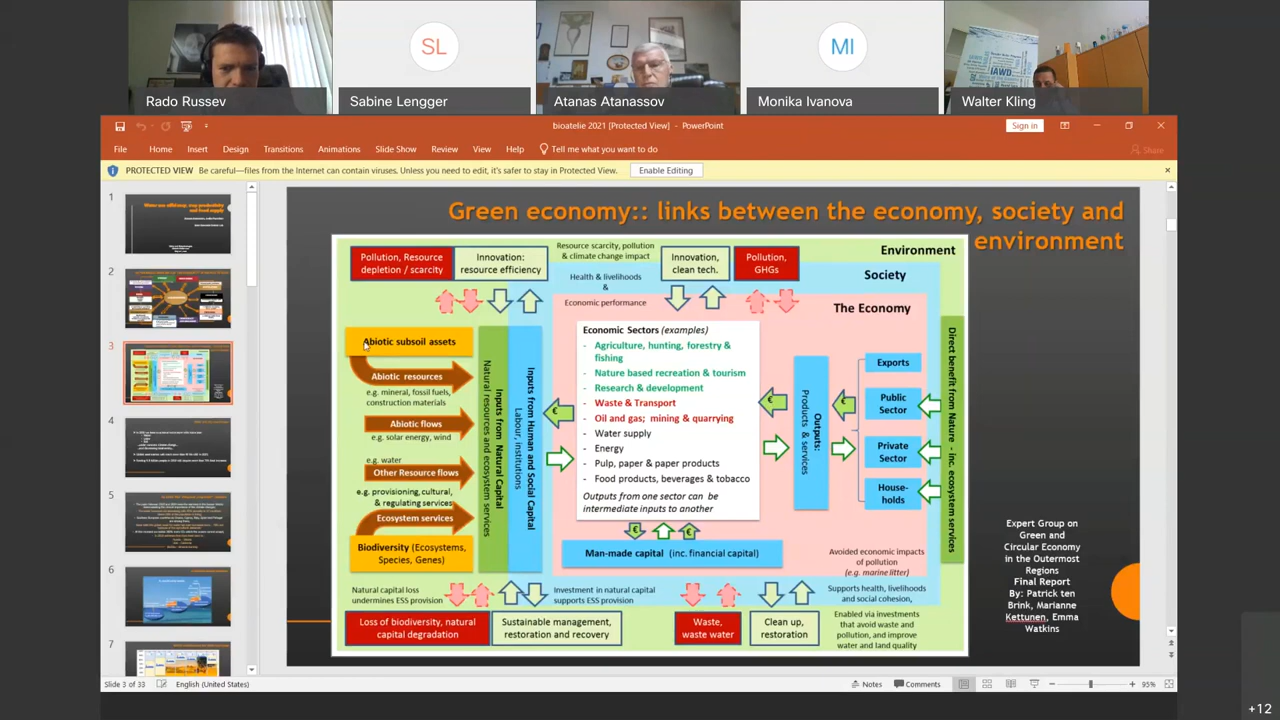 SL
MI
IAWD
Rado Russev
Sabine Lengger
Atanas Atanassov
Monika Ivanova
Walter Kling
bioatelie 2021 [Protected View] - PowerPoint
Sign in
File
Home
Insert
Design
Transitions
Animations
Slide Show
Review
View
Help
Tell me what you want to do
Share
PROTECTED VIEW
Be careful—files from the Internet can contain viruses. Unless you need to edit, it's safer to stay in Protected View.
Enable Editing
1
2
3
4
5
6
7
Green economy:: links between the economy, society and
environment
Pollution, Resource
depletion / scarcity
Innovation:
resource efficiency
Resource scarcity, pollution
& climate change impact
Health & livelihoods
&
Economic performance
Innovation,
clean tech.
Pollution,
GHGs
Environment
Society
The Economy
Abiotic subsoil assets
Abiotic resources
e.g. mineral, fossil fuels,
construction materials
Abiotic flows
e.g. solar energy, wind
e.g. water
Other Resource flows
e.g. provisioning, cultural,
& regulating services
Ecosystem services
Biodiversity (Ecosystems,
Species, Genes)
Inputs from Natural Capital
Natural resources and ecosystem services
Inputs from Human and Social Capital
Labour, institutions
€
Economic Sectors (examples)
- Agriculture, hunting, forestry &
fishing
- Nature based recreation & tourism
- Research & development
- Waste & Transport
- Oil and gas; mining & quarrying
- Water supply
- Energy
- Pulp, paper & paper products
- Food products, beverages & tobacco
Outputs from one sector can be
intermediate inputs to another
€
Outputs:
Products & services
€
Exports
Public
Sector
Private
Sector
House-
holds
Direct benefit from Nature - inc. ecosystem services
€
€
Man-made capital (inc. financial capital)
Avoided economic impacts
of pollution
(e.g. marine litter)
Natural capital loss
undermines ESS provision
Investment in natural capital
supports ESS provision
Supports health, livelihoods
and social cohesion,
Loss of biodiversity, natural
capital degradation
Sustainable management,
restoration and recovery
Waste,
waste water
Clean up,
restoration
Enabled via investments
that avoid waste and
pollution, and improve
water and land quality
Expert Group on
Green and
Circular Economy
in the Outermost
Regions
Final Report
By: Patrick ten
Brink, Marianne
Kettunen, Emma
Watkins
Slide 3 of 33
English (United States)
Notes
Comments
95%
+12